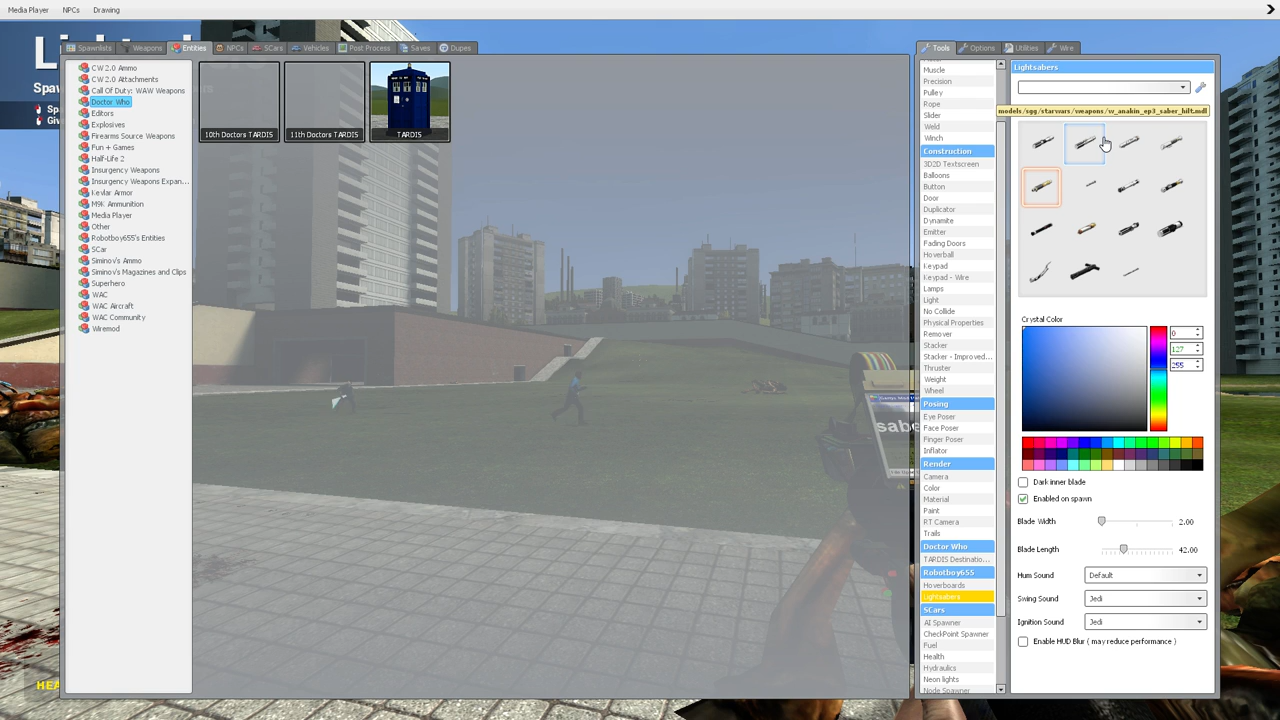 Media Player NPCs Drawing
Spawnlists Weapons Entities NPCs SCars Vehicles Post Process Saves Dupes
CW 2.0 Ammo
CW 2.0 Attachments
Call Of Duty: WAW Weapons
Doctor Who
Editors
Explosives
Firearms Source Weapons
Fun + Games
Half-Life 2
Insurgency Weapons
Insurgency Weapons Expan...
Kevlar Armor
M9K Ammunition
Media Player
Other
Robotboy655's Entities
SCar
Siminov's Ammo
Siminov's Magazines and Clips
Superhero
WAC
WAC Aircraft
WAC Community
Wiremod
10th Doctors TARDIS
11th Doctors TARDIS
TARDIS
Tools Options Utilities Wire
Muscle
Precision
Pulley
Rope
Slider
Weld
Winch
Construction
3D2D Textscreen
Balloons
Button
Door
Duplicator
Dynamite
Emitter
Fading Doors
Hoverball
Keypad
Keypad - Wire
Lamps
Light
No Collide
Physical Properties
Remover
Stacker
Stacker - Improved...
Thruster
Weight
Wheel
Posing
Eye Poser
Face Poser
Finger Poser
Inflator
Render
Camera
Color
Material
Paint
RT Camera
Trails
Doctor Who
TARDIS Destinatio...
Robotboy655
Hoverboards
Lightsabers
SCars
AI Spawner
CheckPoint Spawner
Fuel
Health
Hydraulics
Neon lights
Node Spawner
Lightsabers
models/sgg/starwars/weapons/w_anakin_ep3_saber_hilt.mdl
Crystal Color
0
127
255
Dark inner blade
Enabled on spawn
Blade Width 2.00
Blade Length 42.00
Hum Sound Default
Swing Sound Jedi
Ignition Sound Jedi
Enable HUD Blur ( may reduce performance )
sabe
HEA